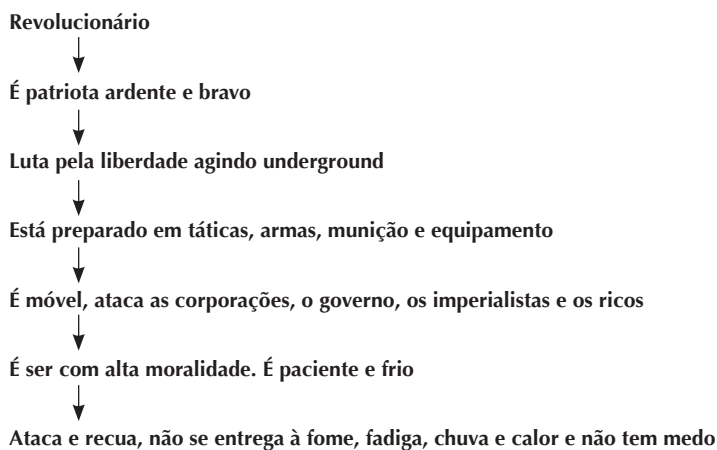 Revolucionário
É patriota ardente e bravo
Luta pela liberdade agindo underground
Está preparado em táticas, armas, munição e equipamento
É móvel, ataca as corporações, o governo, os imperialistas e os ricos
É ser com alta moralidade. É paciente e frio
Ataca e recua, não se entrega à fome, fadiga, chuva e calor e não tem medo